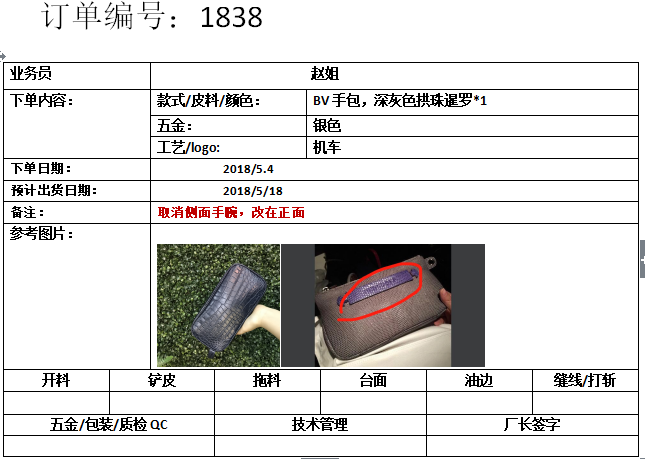 订单编号：1838
业务员 赵姐
下单内容： 款式/皮料/颜色： BV 手包，深灰色拱珠暹罗*1
五金： 银色
工艺/logo: 机车
下单日期： 2018/5.4
预计出货日期： 2018/5/18
备注： 取消侧面手腕，改在正面
参考图片：
开料 铲皮 拖料 台面 油边 缝线/打斩
五金/包装/质检 QC 技术管理 厂长签字